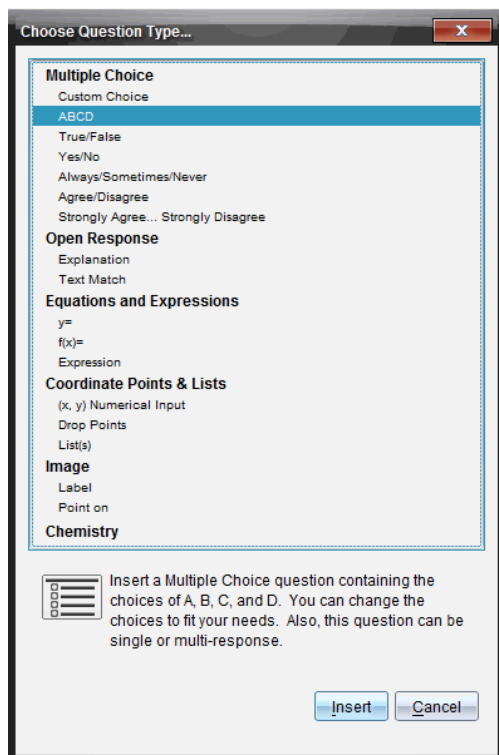 Choose Question Type...
x
Multiple Choice
Custom Choice
ABCD
True/False
Yes/No
Always/Sometimes/Never
Agree/Disagree
Strongly Agree... Strongly Disagree
Open Response
Explanation
Text Match
Equations and Expressions
y=
f(x)=
Expression
Coordinate Points & Lists
(x, y) Numerical Input
Drop Points
List(s)
Image
Label
Point on
Chemistry
Insert a Multiple Choice question containing the
choices of A, B, C, and D. You can change the
choices to fit your needs. Also, this question can be
single or multi-response.
Insert Cancel